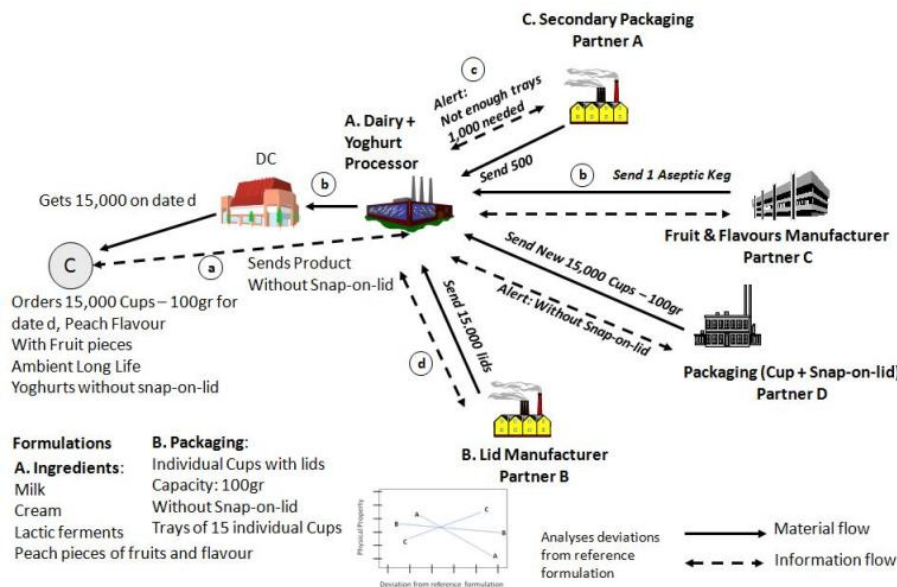 C. Secondary Packaging
Partner A
c
Alert:
Not enough trays
1,000 needed
A. Dairy +
Yoghurt
Processor
Send 500
DC
b
b
Send 1 Aseptic Keg
Gets 15,000 on date d
Fruit & Flavours Manufacturer
Partner C
C
a
Sends Product
Without Snap-on-lid
Send New 15,000 Cups – 100gr
Alert: Without Snap-on-lid
Send 15.000 lids
d
Orders 15,000 Cups – 100gr for
date d, Peach Flavour
With Fruit pieces
Ambient Long Life
Yoghurts without snap-on-lid
Packaging (Cup + Snap-on-lid)
Partner D
B. Lid Manufacturer
Partner B
Formulations
A. Ingredients:
Milk
Cream
Lactic ferments
Peach pieces of fruits and flavour
B. Packaging:
Individual Cups with lids
Capacity: 100gr
Without Snap-on-lid
Trays of 15 individual Cups
Physical Property
A
B
C
C
B
A
Deviation from reference formulation
Analyses deviations
from reference
formulation
Material flow
Information flow